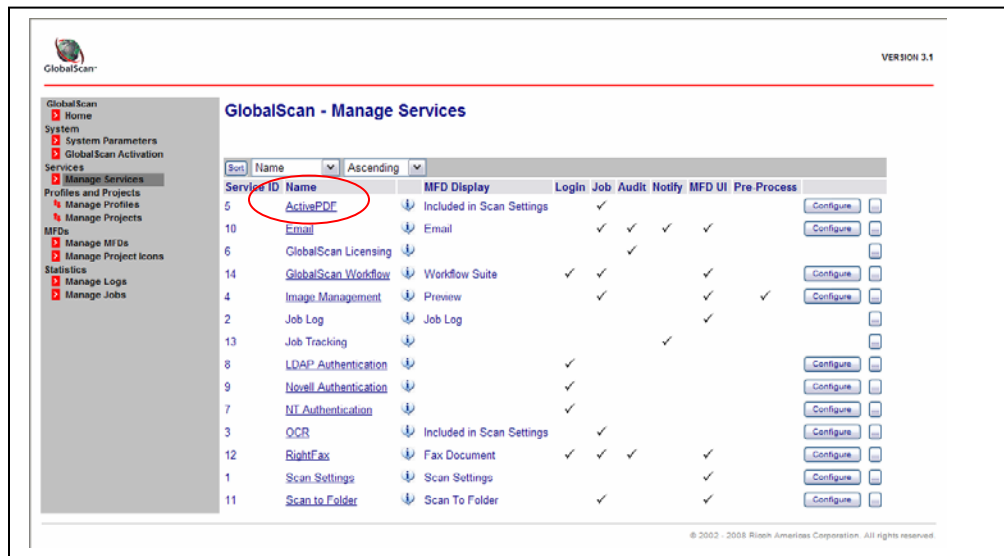 GlobalScan
VERSION 3.1
GlobalScan
Home
System
System Parameters
GlobalScan Activation
Services
Manage Services
Profiles and Projects
Manage Profiles
Manage Projects
MFDs
Manage MFDs
Manage Project Icons
Statistics
Manage Logs
Manage Jobs
GlobalScan - Manage Services
Sort Name Ascending
Service ID Name MFD Display Login Job Audit Notify MFD UI Pre-Process
5 ActivePDF Included in Scan Settings Configure ...
10 Email Email Configure ...
6 GlobalScan Licensing ...
14 GlobalScan Workflow Workflow Suite Configure ...
4 Image Management Preview Configure ...
2 Job Log Job Log ...
13 Job Tracking ...
8 LDAP Authentication Configure ...
9 Novell Authentication Configure ...
7 NT Authentication Configure ...
3 OCR Included in Scan Settings Configure ...
12 RightFax Fax Document Configure ...
1 Scan Settings Scan Settings Configure ...
11 Scan to Folder Scan To Folder Configure ...
© 2002 - 2008 Ricoh Americas Corporation. All rights reserved.